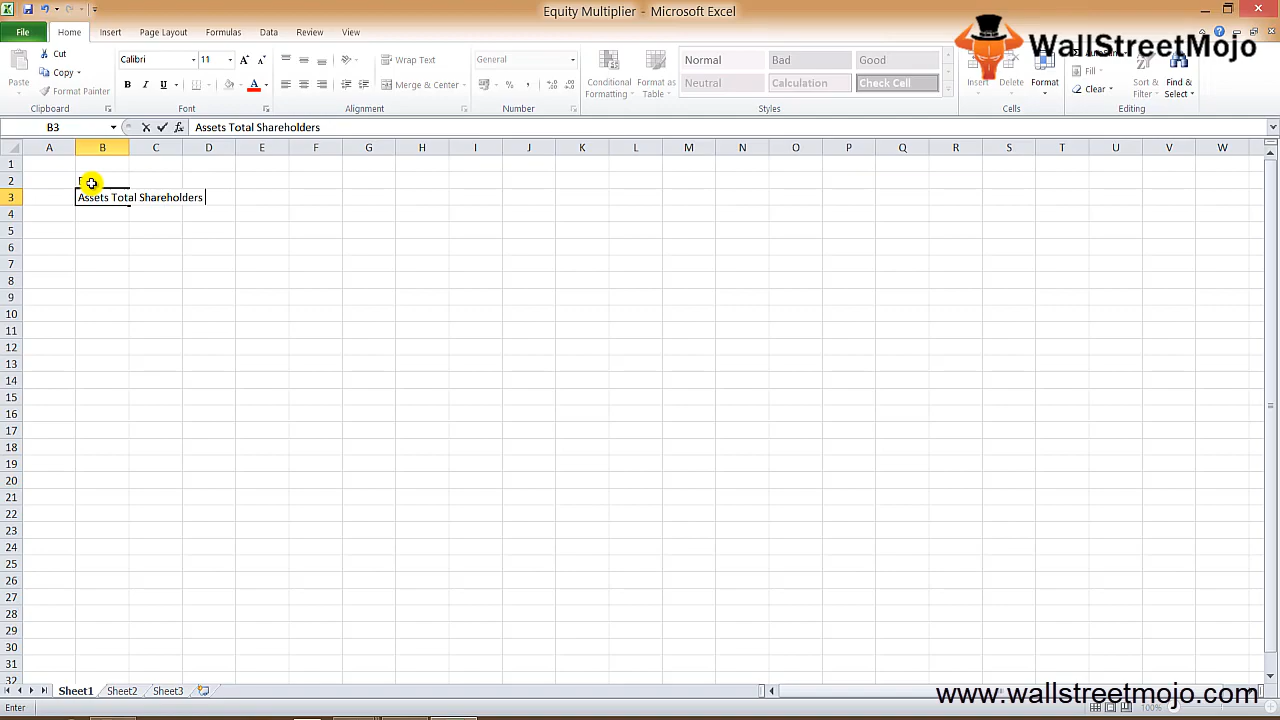 Equity Multiplier - Microsoft Excel
File Home Insert Page Layout Formulas Data Review View
WallStreetMojo
Paste
Cut
Copy
Format Painter
Clipboard
Calibri 11
B I U A
Font
Wrap Text
Merge & Center
Alignment
General
$ % ,
Number
Conditional Formatting
Format as Table
Normal Bad Good
Neutral Calculation Check Cell
Styles
Insert Delete Format
Cells
Fill
Clear
Sort & Filter
Find & Select
Editing
B3 fx Assets Total Shareholders
A B C D E F G H I J K L M N O P Q R S T U V W
1
2
3 Assets Total Shareholders
4
5
6
7
8
9
10
11
12
13
14
15
16
17
18
19
20
21
22
23
24
25
26
27
28
29
30
31
32
Sheet1 Sheet2 Sheet3
www.wallstreetmojo.com
Enter 100%